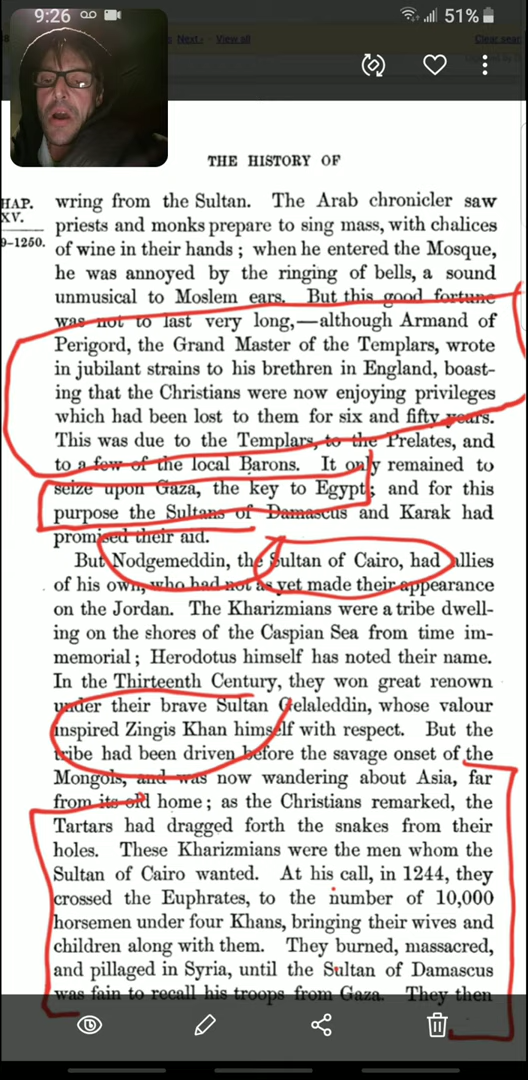 9:26
51%
Next
View all
THE HISTORY OF
HAP.
XV.
9-1250.
wring from the Sultan. The Arab chronicler saw
priests and monks prepare to sing mass, with chalices
of wine in their hands; when he entered the Mosque,
he was annoyed by the ringing of bells, a sound
unmusical to Moslem ears. But this good fortune
was not to last very long,—although Armand of
Perigord, the Grand Master of the Templars, wrote
in jubilant strains to his brethren in England, boast-
ing that the Christians were now enjoying privileges
which had been lost to them for six and fifty years.
This was due to the Templars, to the Prelates, and
to a few of the local Barons. It only remained to
seize upon Gaza, the key to Egypt; and for this
purpose the Sultans of Damascus and Karak had
promised their aid.
But Nodgemeddin, the Sultan of Cairo, had allies
of his own, who had not as yet made their appearance
on the Jordan. The Kharizmians were a tribe dwell-
ing on the shores of the Caspian Sea from time im-
memorial; Herodotus himself has noted their name.
In the Thirteenth Century, they won great renown
under their brave Sultan Gelaleddin, whose valour
inspired Zingis Khan himself with respect. But the
tribe had been driven before the savage onset of the
Mongols, and was now wandering about Asia, far
from its old home; as the Christians remarked, the
Tartars had dragged forth the snakes from their
holes. These Kharizmians were the men whom the
Sultan of Cairo wanted. At his call, in 1244, they
crossed the Euphrates, to the number of 10,000
horsemen under four Khans, bringing their wives and
children along with them. They burned, massacred,
and pillaged in Syria, until the Sultan of Damascus
was fain to recall his troops from Gaza. They then